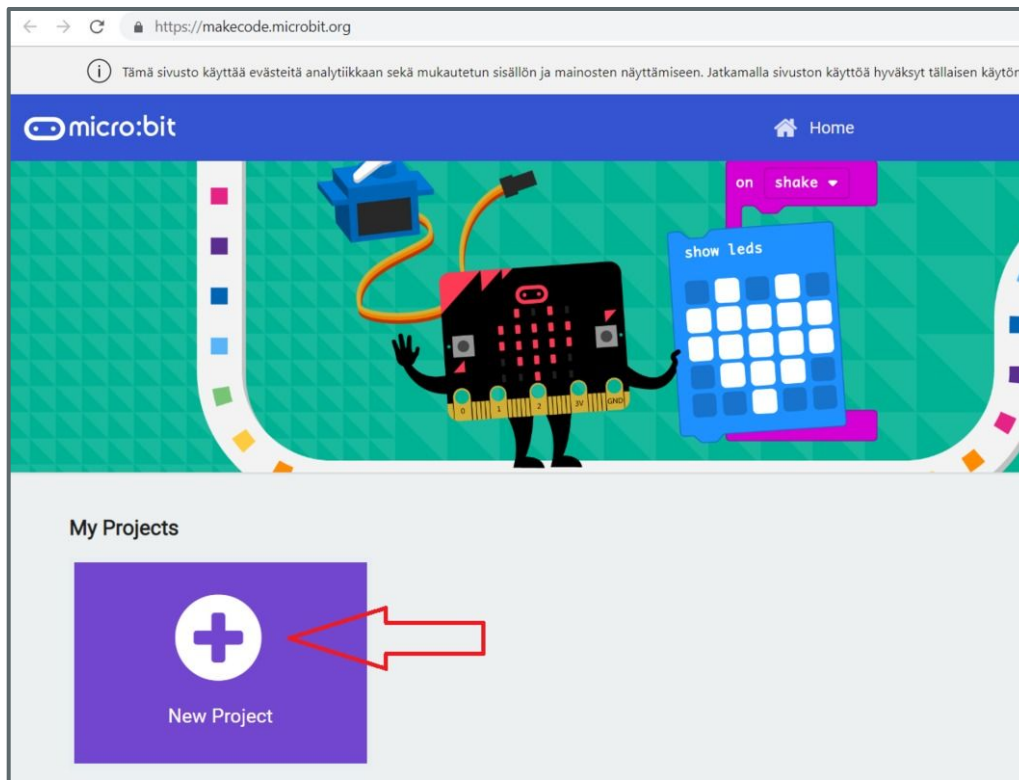 https://makecode.microbit.org
Tämä sivusto käyttää evästeitä analytiikkaan sekä mukautetun sisällön ja mainosten näyttämiseen. Jatkamalla sivuston käyttöä hyväksyt tällaisen
micro:bit
Home
on shake
show leds
0 1 2 3V GND
My Projects
New Project